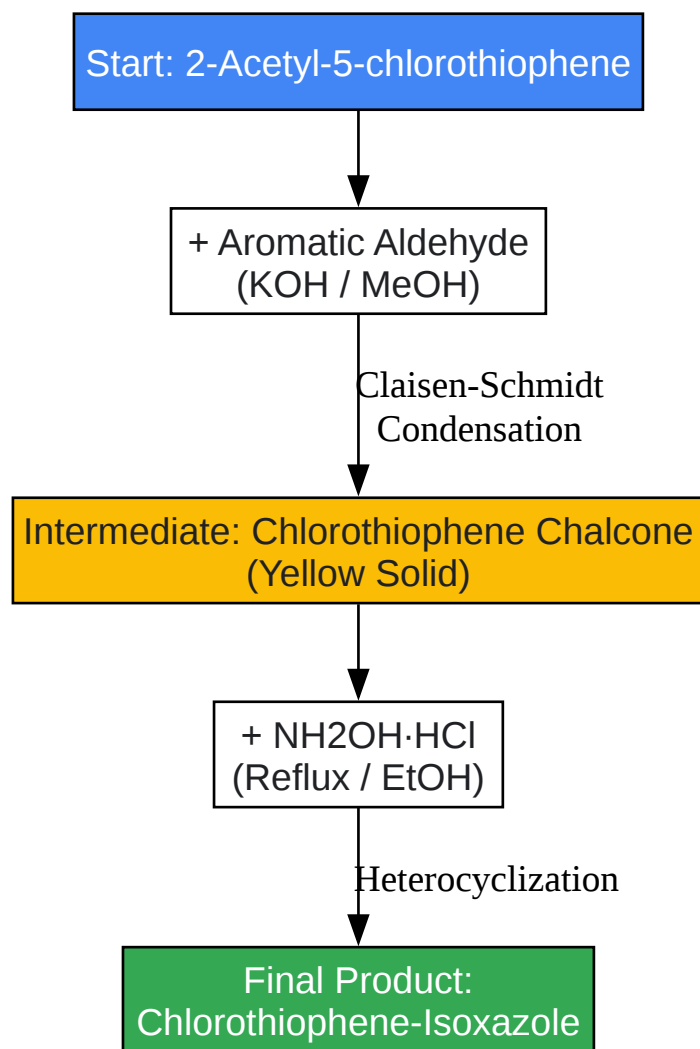 Start: 2-Acetyl-5-chlorothiophene
+ Aromatic Aldehyde
(KOH / MeOH)
Claisen-Schmidt
Condensation
Intermediate: Chlorothiophene Chalcone
(Yellow Solid)
+ NH2OH·HCl
(Reflux / EtOH)
Heterocyclization
Final Product:
Chlorothiophene-Isoxazole